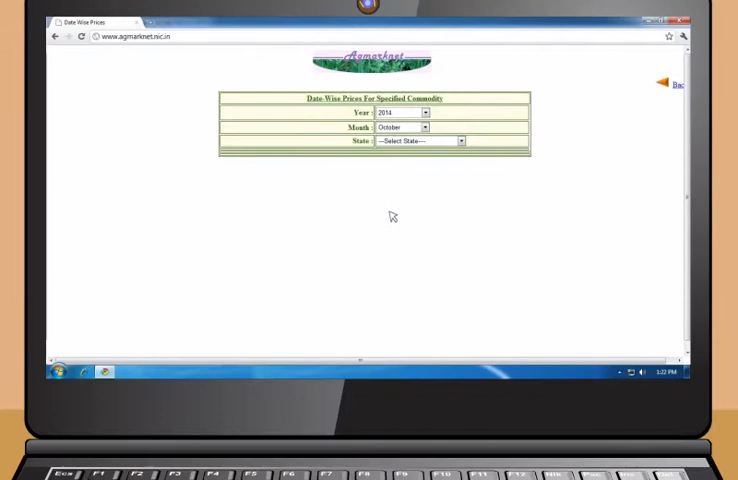 Date Wise Prices
www.agmarknet.nic.in
Agmarknet
Bac
Date-Wise Prices For Specified Commodity
Year : 2014
Month : October
State : ---Select State----
1:22 PM
Esc F1 F2 F3 F4 F5 F6 F7 F8 F9 F10 F11 F12